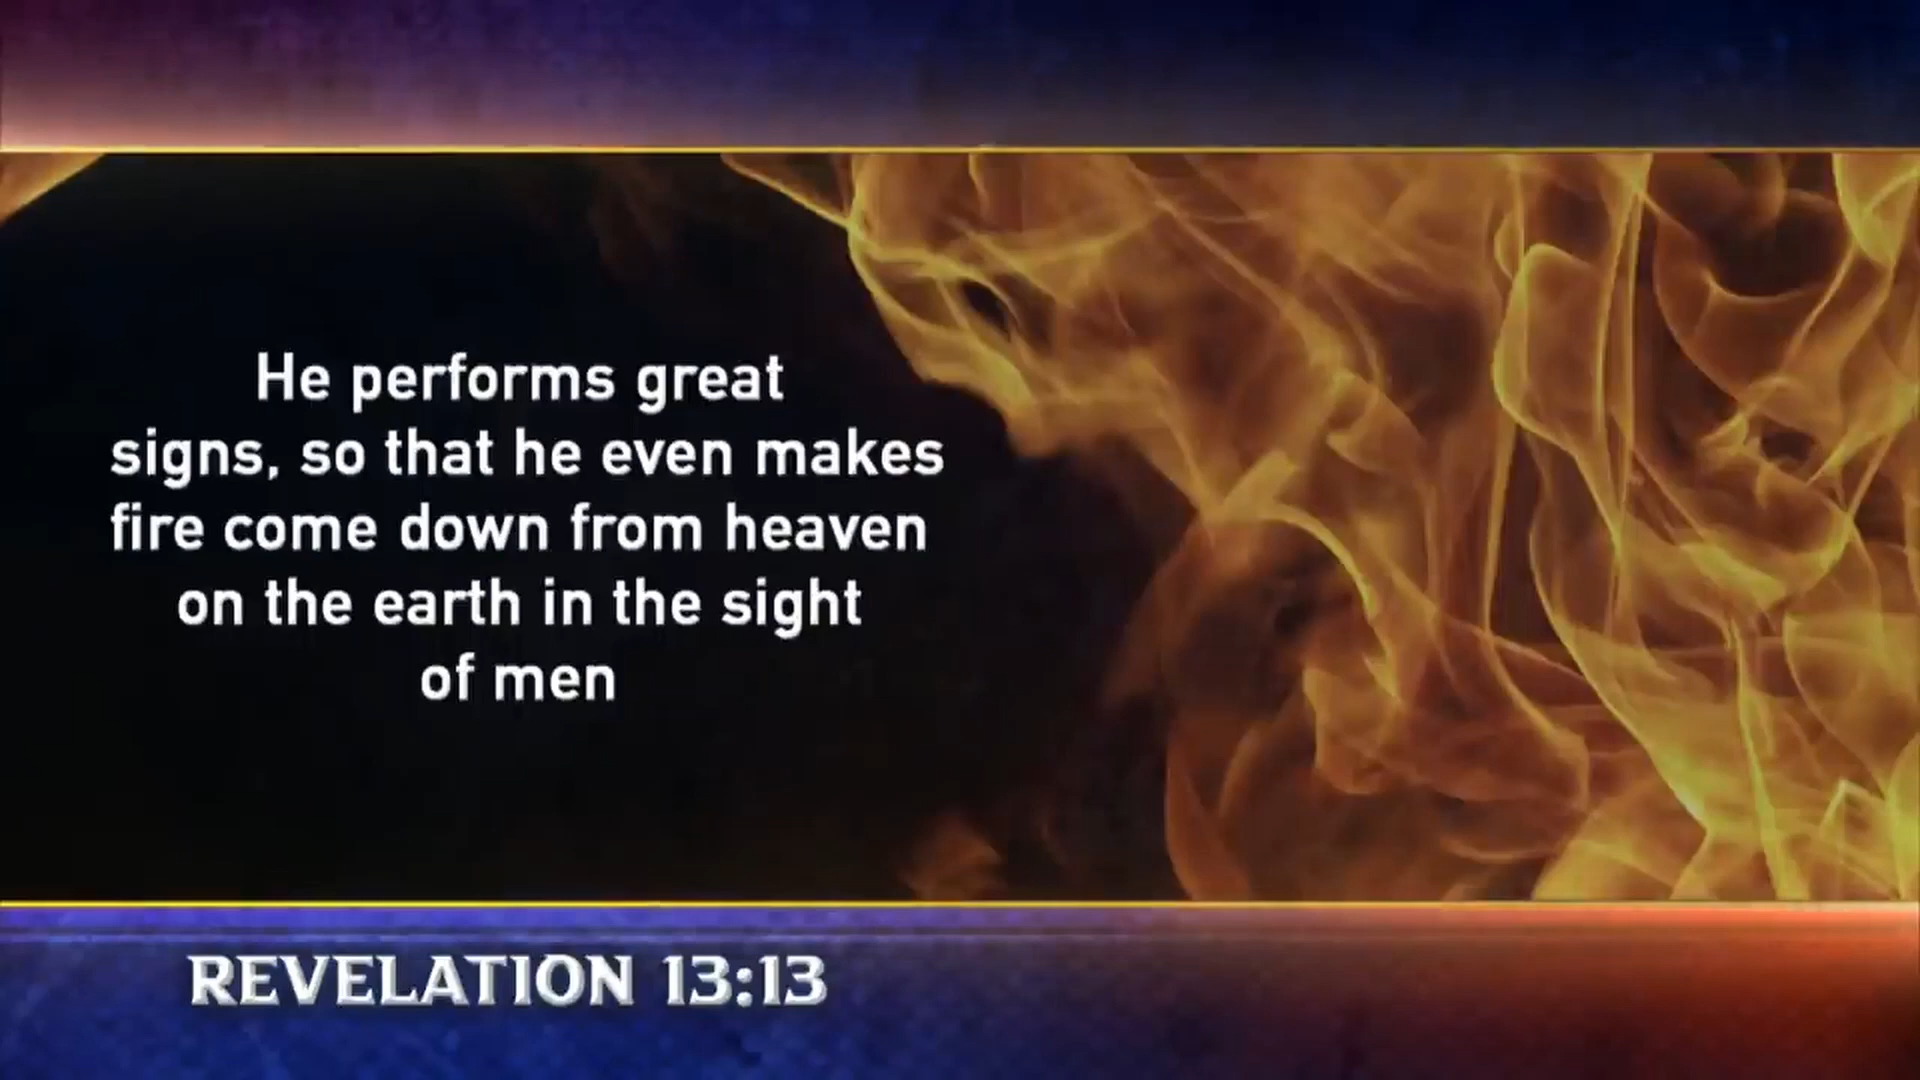 He performs great
signs, so that he even makes
fire come down from heaven
on the earth in the sight
of men
REVELATION 13:13